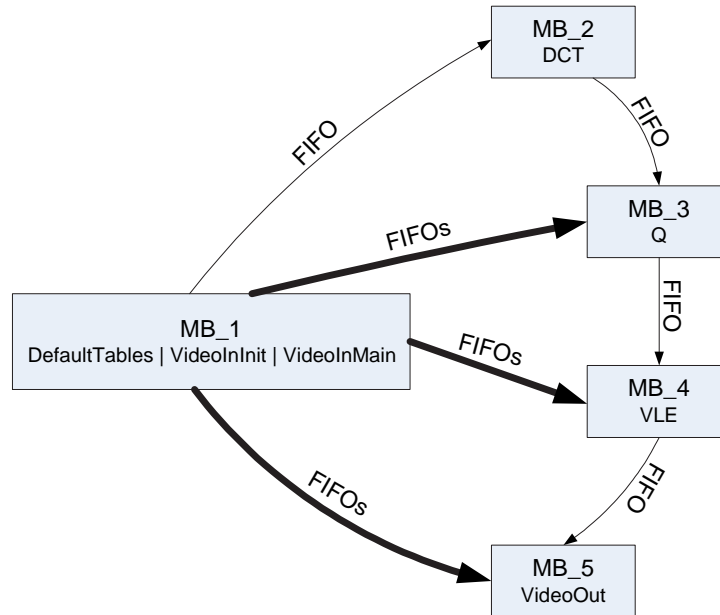 MB_2
DCT
FIFO
FIFO
MB_3
Q
FIFOs
MB_1
DefaultTables | VideoInInit | VideoInMain
FIFO
FIFOs
MB_4
VLE
FIFO
FIFOs
MB_5
VideoOut